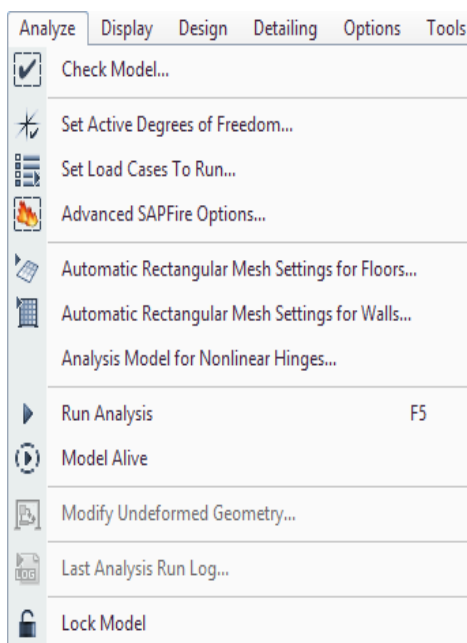 Analyze Display Design Detailing Options Tools
Check Model...
Set Active Degrees of Freedom...
Set Load Cases To Run...
Advanced SAPFire Options...
Automatic Rectangular Mesh Settings for Floors...
Automatic Rectangular Mesh Settings for Walls...
Analysis Model for Nonlinear Hinges...
Run Analysis F5
Model Alive
Modify Undeformed Geometry...
LOG Last Analysis Run Log...
Lock Model